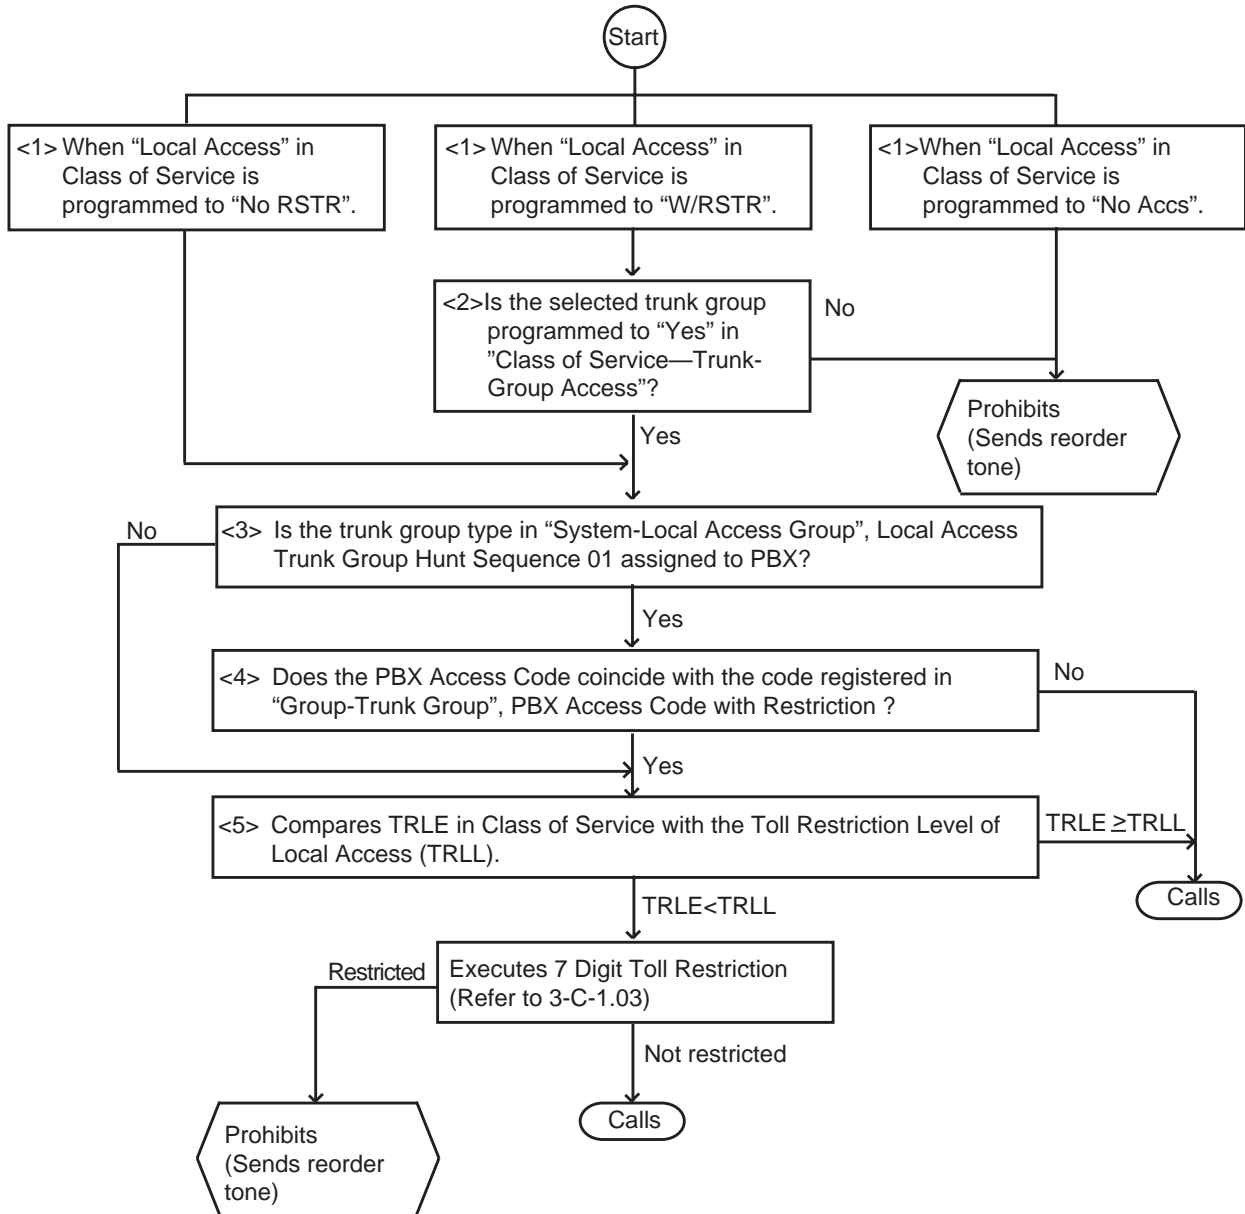 Start
<1> When “Local Access” in
Class of Service is
programmed to “No RSTR”.
<1> When “Local Access” in
Class of Service is
programmed to “W/RSTR”.
<1>When “Local Access” in
Class of Service is
programmed to “No Accs”.
<2>Is the selected trunk group
programmed to “Yes” in
”Class of Service—Trunk-
Group Access”?
No
Prohibits
(Sends reorder
tone)
Yes
No
<3> Is the trunk group type in “System-Local Access Group”, Local Access
Trunk Group Hunt Sequence 01 assigned to PBX?
Yes
<4> Does the PBX Access Code coincide with the code registered in
“Group-Trunk Group”, PBX Access Code with Restriction ?
No
Yes
<5> Compares TRLE in Class of Service with the Toll Restriction Level of
Local Access (TRLL).
TRLE ≥TRLL
Calls
TRLE<TRLL
Restricted
Executes 7 Digit Toll Restriction
(Refer to 3-C-1.03)
Not restricted
Calls
Prohibits
(Sends reorder
tone)